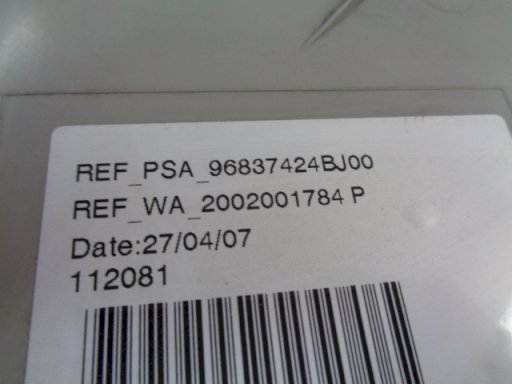 REF_PSA_96837424BJ00
REF_WA_2002001784 P
Date:27/04/07
112081